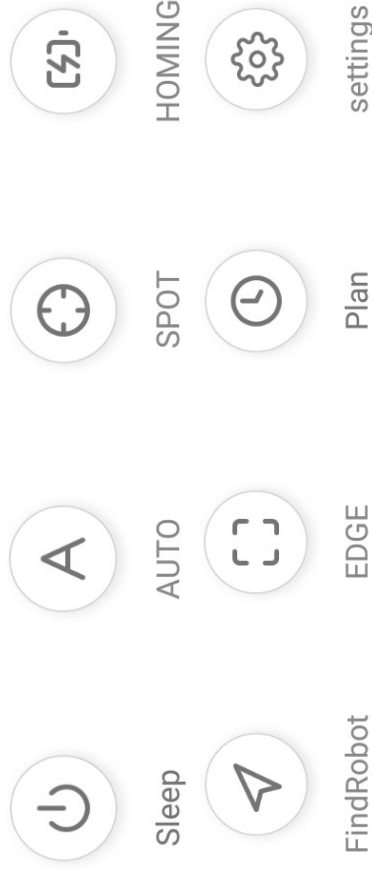 Sleep
AUTO
SPOT
HOMING
FindRobot
EDGE
Plan
settings